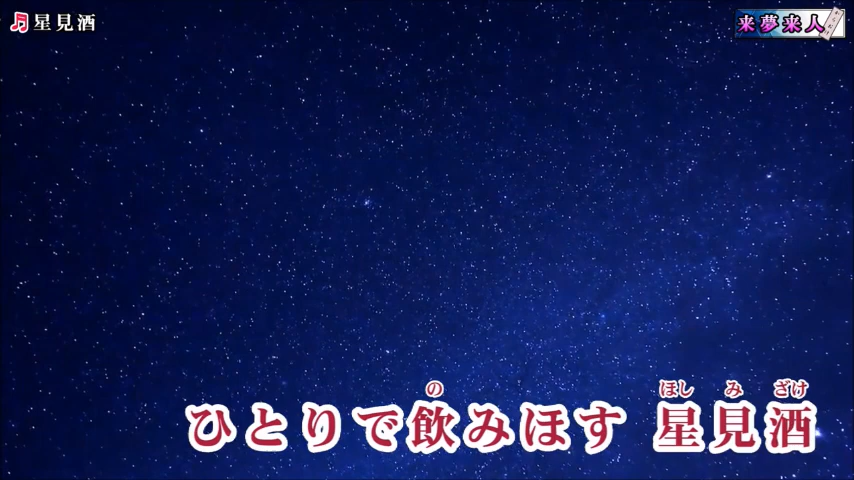 星見酒
来夢来人
の ほし み ざけ
ひとりで飲みほす 星見酒